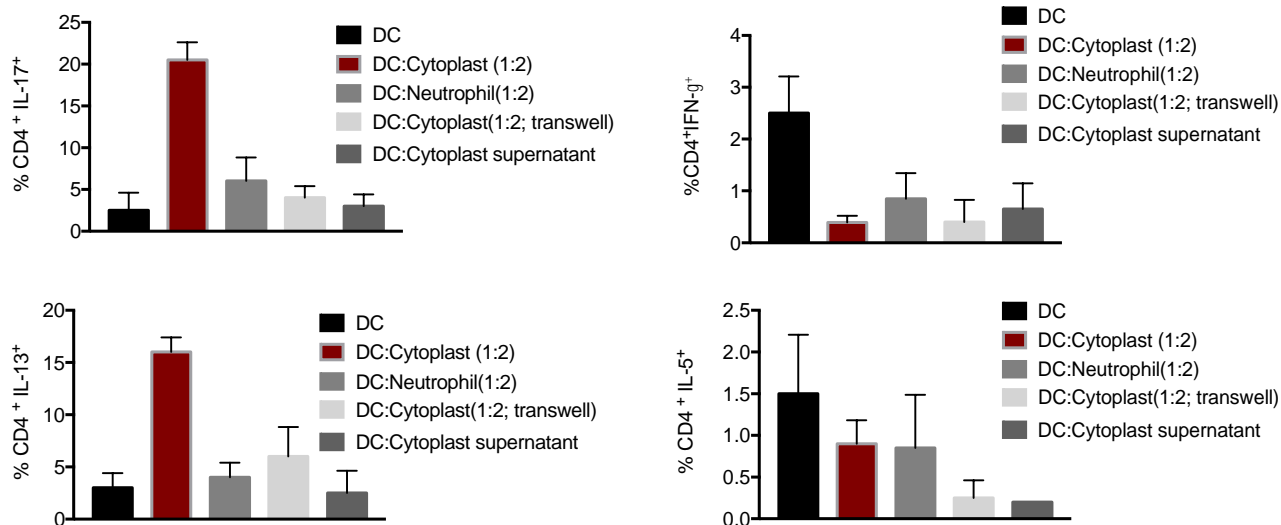 25
20
15
10
5
0
% CD4 + IL-17+
DC
DC:Cytoplast (1:2)
DC:Neutrophil(1:2)
DC:Cytoplast(1:2; transwell)
DC:Cytoplast supernatant
4
3
2
1
0
%CD4+IFN-g+
DC
DC:Cytoplast (1:2)
DC:Neutrophil(1:2)
DC:Cytoplast(1:2; transwell)
DC:Cytoplast supernatant
20
15
10
5
0
% CD4 + IL-13+
DC
DC:Cytoplast (1:2)
DC:Neutrophil(1:2)
DC:Cytoplast(1:2; transwell)
DC:Cytoplast supernatant
2.5
2.0
1.5
1.0
0.5
0.0
% CD4 + IL-5+
DC
DC:Cytoplast (1:2)
DC:Neutrophil(1:2)
DC:Cytoplast(1:2; transwell)
DC:Cytoplast supernatant